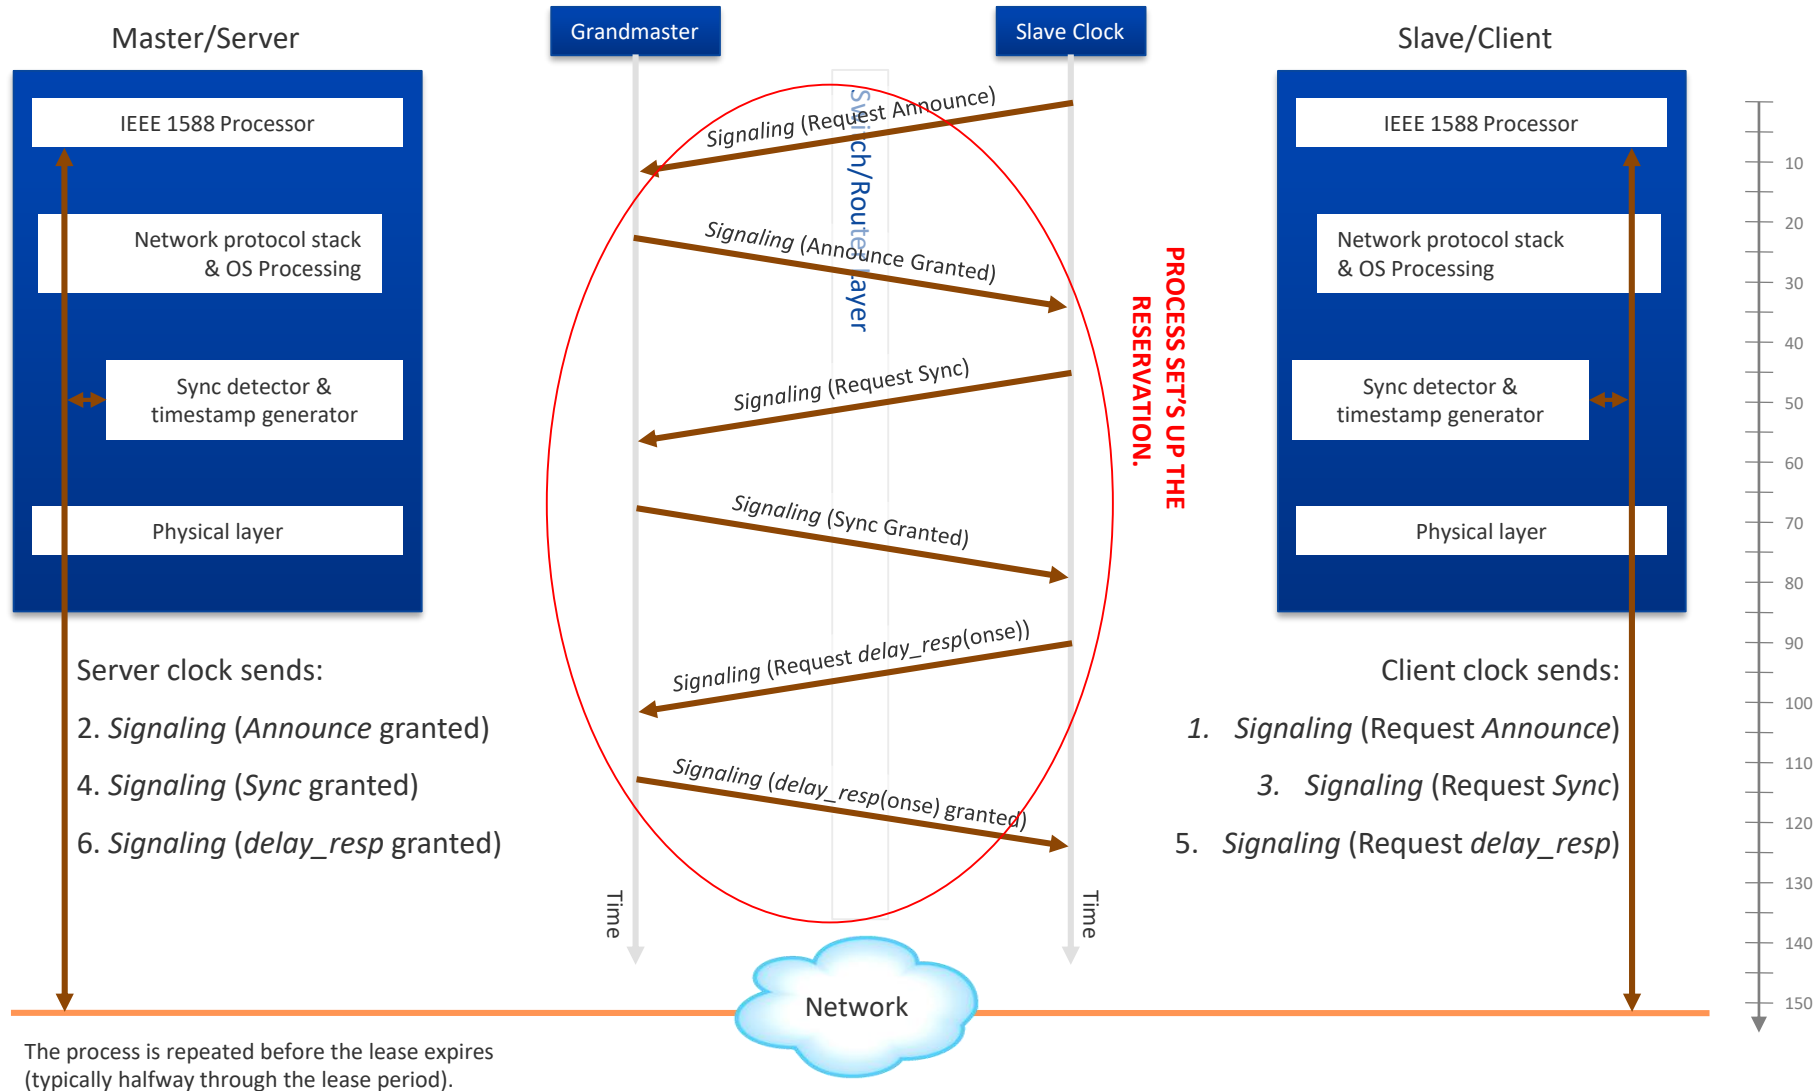 Master/Server
IEEE 1588 Processor
Network protocol stack
& OS Processing
Sync detector &
timestamp generator
Physical layer
Server clock sends:
2. Signaling (Announce granted)
4. Signaling (Sync granted)
6. Signaling (delay_resp granted)
Grandmaster
Slave Clock
Switch/Router Layer
Signaling (Request Announce)
Signaling (Announce Granted)
Signaling (Request Sync)
Signaling (Sync Granted)
Signaling (Request delay_resp(onse))
Signaling (delay_resp(onse) granted)
Time
Time
PROCESS SET'S UP THE
RESERVATION.
Network
Slave/Client
IEEE 1588 Processor
Network protocol stack
& OS Processing
Sync detector &
timestamp generator
Physical layer
Client clock sends:
1. Signaling (Request Announce)
3. Signaling (Request Sync)
5. Signaling (Request delay_resp)
10
20
30
40
50
60
70
80
90
100
110
120
130
140
150
The process is repeated before the lease expires
(typically halfway through the lease period).